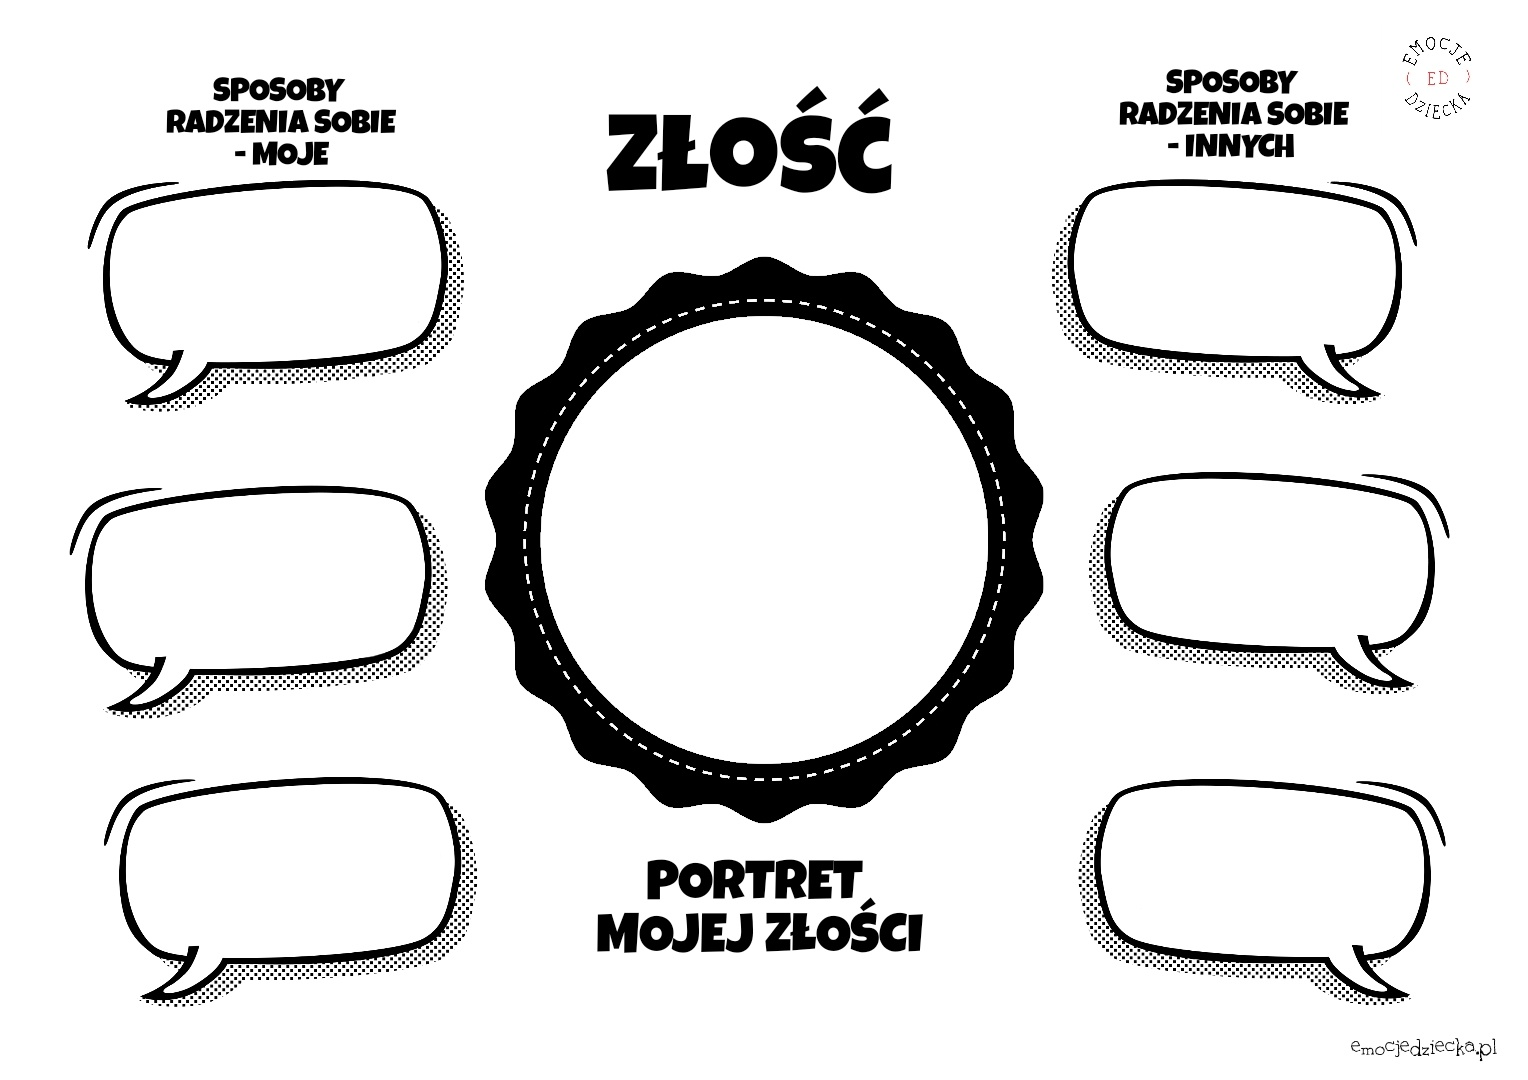 SPOSOBY
RADZENIA SOBIE
- MOJE
ZŁOŚĆ
SPOSOBY
RADZENIA SOBIE
- INNYCH
EMOCJE
( ED )
DZIECKA
PORTRET
MOJEJ ZŁOŚCI
emocjedziecka.pl